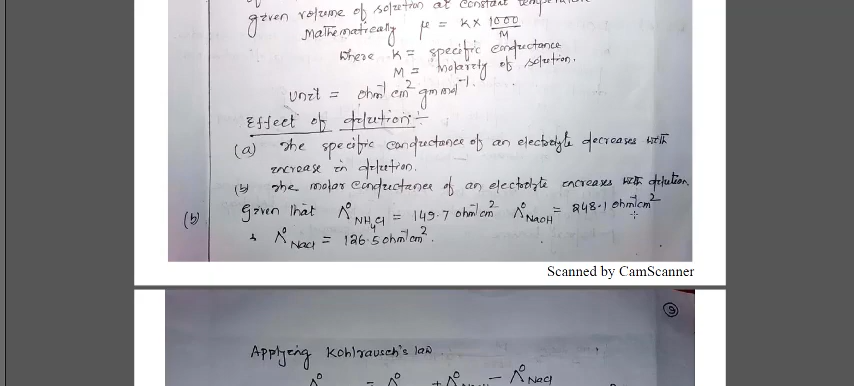 given volume of solution at constant temperature
Mathematically μ = K × 1000/M
Where K = specific conductance
M = Molarity of solution.
Unit = ohm⁻¹ cm² gm mol⁻¹.
Effect of dilution:-
(a) The specific conductance of an electrolyte decreases with
increase in dilution.
(b) The molar conductance of an electrolyte increases with dilution.
(b) Given that Λ°NH₄Cl = 149.7 ohm⁻¹cm² Λ°NaOH = 248.1 ohm⁻¹cm²
& Λ°NaCl = 126.5 ohm⁻¹cm².
Scanned by CamScanner
9
Applying Kohlrausch's law
= Λ° + Λ° − Λ°NaCl